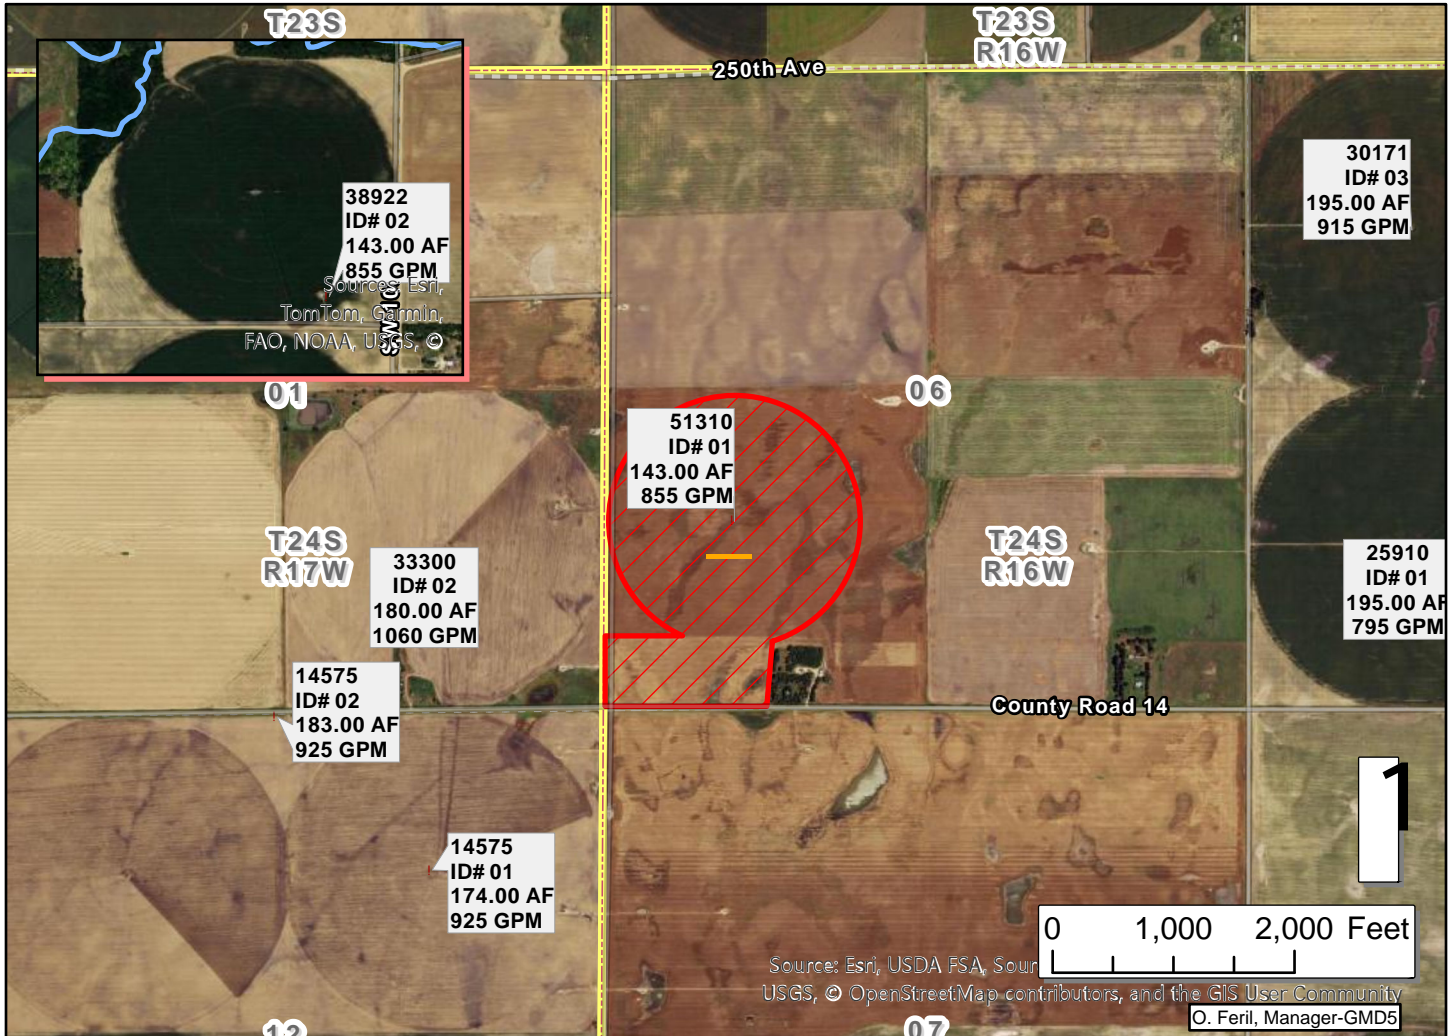 T23S
T23S
R16W
250th Ave
38922
ID# 02
143.00 AF
855 GPM
Sources: Esri,
TomTom, Garmin,
FAO, NOAA, USGS, ©
30171
ID# 03
195.00 AF
915 GPM
01
06
51310
ID# 01
143.00 AF
855 GPM
T24S
R17W
T24S
R16W
33300
ID# 02
180.00 AF
1060 GPM
25910
ID# 01
195.00 AF
795 GPM
14575
ID# 02
183.00 AF
925 GPM
County Road 14
1
14575
ID# 01
174.00 AF
925 GPM
0 1,000 2,000 Feet
Source: Esri, USDA FSA, Sour
USGS, © OpenStreetMap contributors, and the GIS User Community
O. Feril, Manager-GMD5
12
07